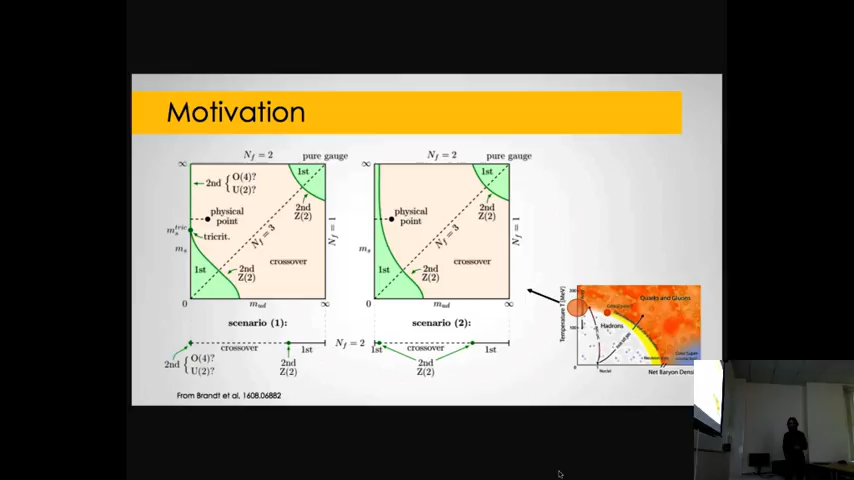 Motivation
N_f = 2
pure gauge
∞
1st
2nd { O(4)? U(2)?
2nd
Z(2)
physical
point
m_s^tric
tricrit.
N_f = 3
N_f = 1
m_s
crossover
1st
2nd
Z(2)
0
m_ud
∞
scenario (1):
crossover
1st
2nd { O(4)? U(2)?
2nd
Z(2)
N_f = 2
pure gauge
∞
1st
2nd
Z(2)
physical
point
N_f = 3
N_f = 1
m_s
crossover
1st
2nd
Z(2)
0
m_ud
∞
scenario (2):
N_f = 2
1st
crossover
1st
2nd
Z(2)
Temperature T [MeV]
Quarks and Gluons
Hadrons
Nuclei
Net Baryon Dens
From Brandt et al, 1608.06882